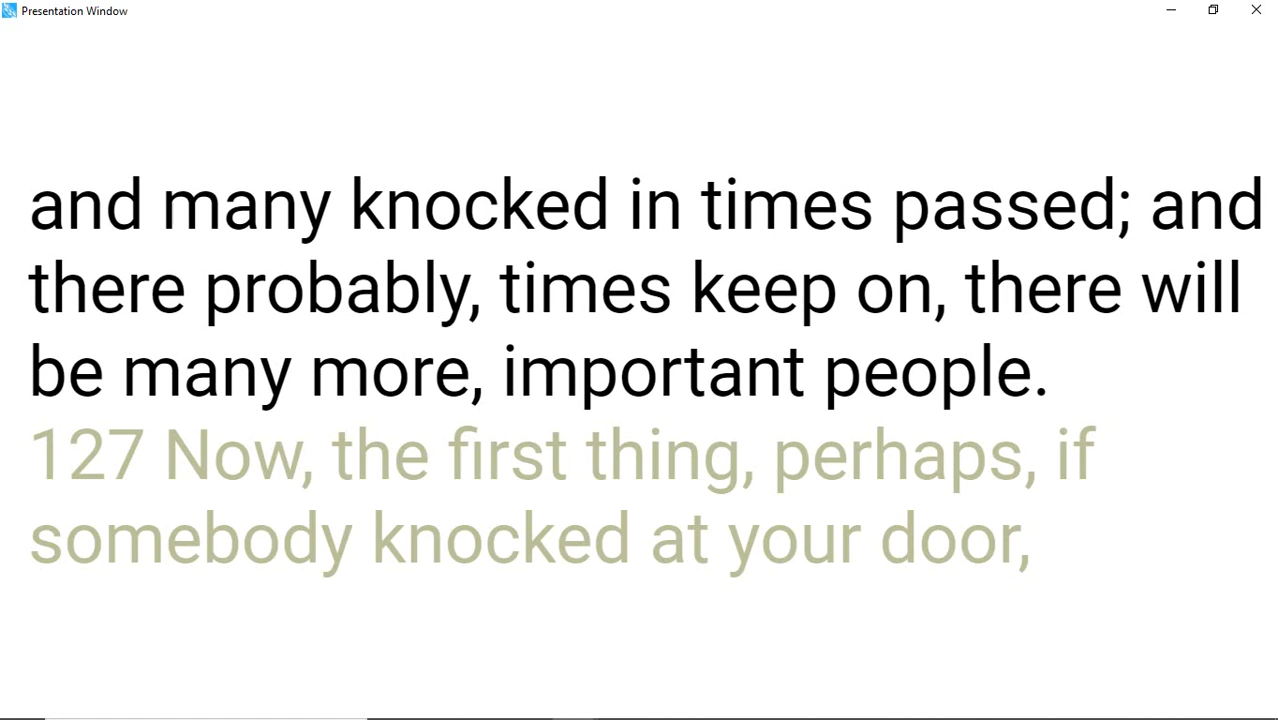 Presentation Window
and many knocked in times passed; and
there probably, times keep on, there will
be many more, important people.
127 Now, the first thing, perhaps, if
somebody knocked at your door,